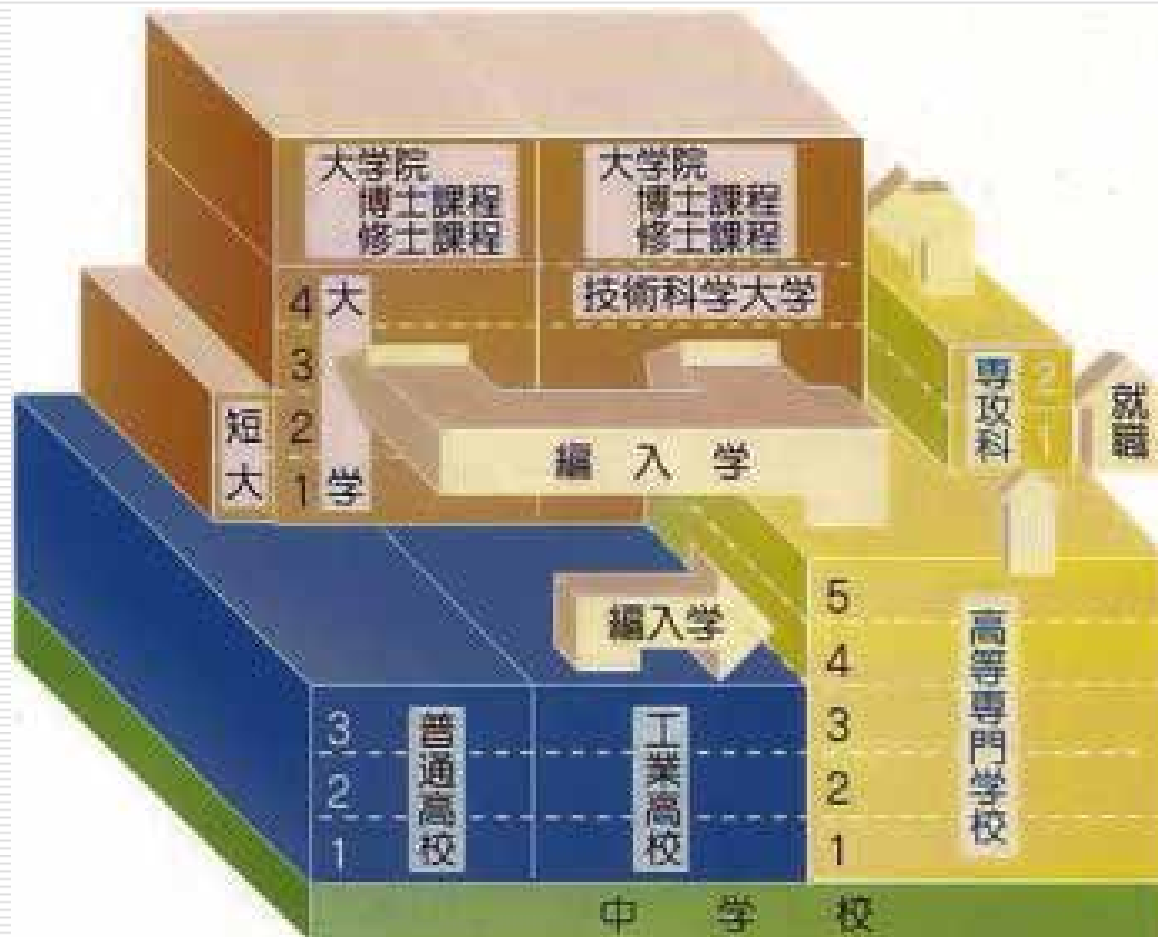 大学院
博士課程
修士課程
大学院
博士課程
修士課程
4
3
2
1
大学
技術科学大学
短大
編入学
専攻科
2
1
就職
編入学
3
2
1
普通高校
工業高校
5
4
3
2
1
高等専門学校
中学校